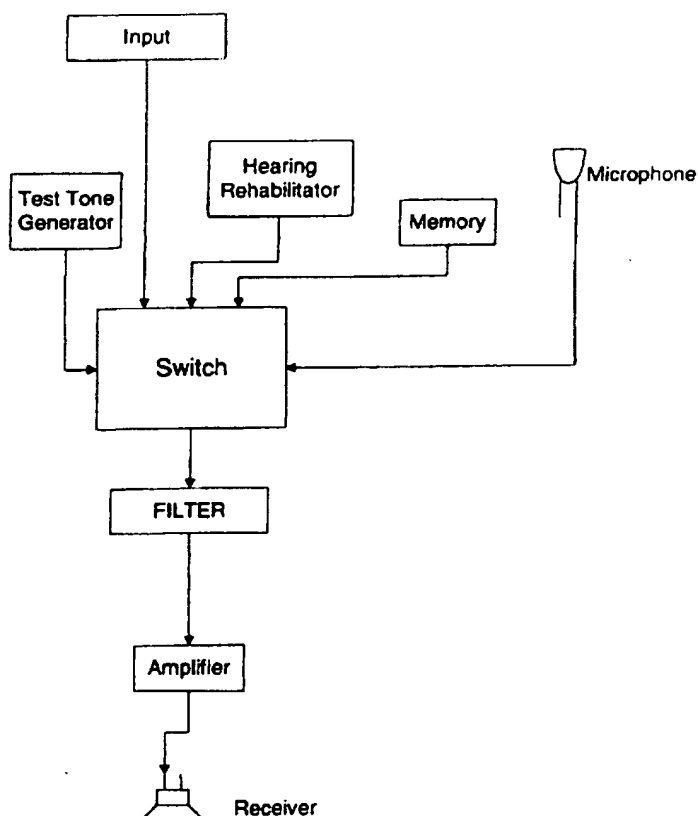 Input
Hearing
Rehabilitator
Microphone
Test Tone
Generator
Memory
Switch
FILTER
Amplifier
Receiver